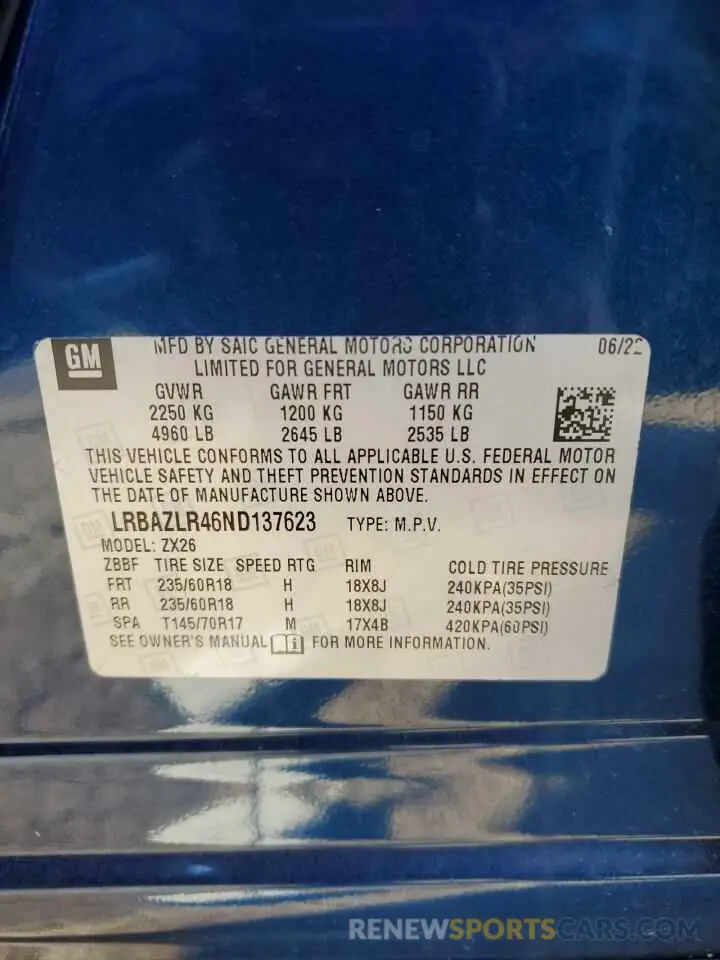 GM
MFD BY SAIC GENERAL MOTORS CORPORATION 06/22
LIMITED FOR GENERAL MOTORS LLC
GVWR GAWR FRT GAWR RR
2250 KG 1200 KG 1150 KG
4960 LB 2645 LB 2535 LB
THIS VEHICLE CONFORMS TO ALL APPLICABLE U.S. FEDERAL MOTOR
VEHICLE SAFETY AND THEFT PREVENTION STANDARDS IN EFFECT ON
THE DATE OF MANUFACTURE SHOWN ABOVE.
LRBAZLR46ND137623 TYPE: M.P.V.
MODEL: ZX26
ZBBF TIRE SIZE SPEED RTG RIM COLD TIRE PRESSURE
FRT 235/60R18 H 18X8J 240KPA(35PSI)
RR 235/60R18 H 18X8J 240KPA(35PSI)
SPA T145/70R17 M 17X4B 420KPA(60PSI)
SEE OWNER'S MANUAL FOR MORE INFORMATION.
RENEWSPORTSCARS.COM